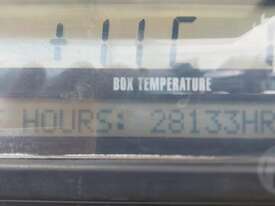 +11C
BOX TEMPERATURE
HOURS: 28133HR